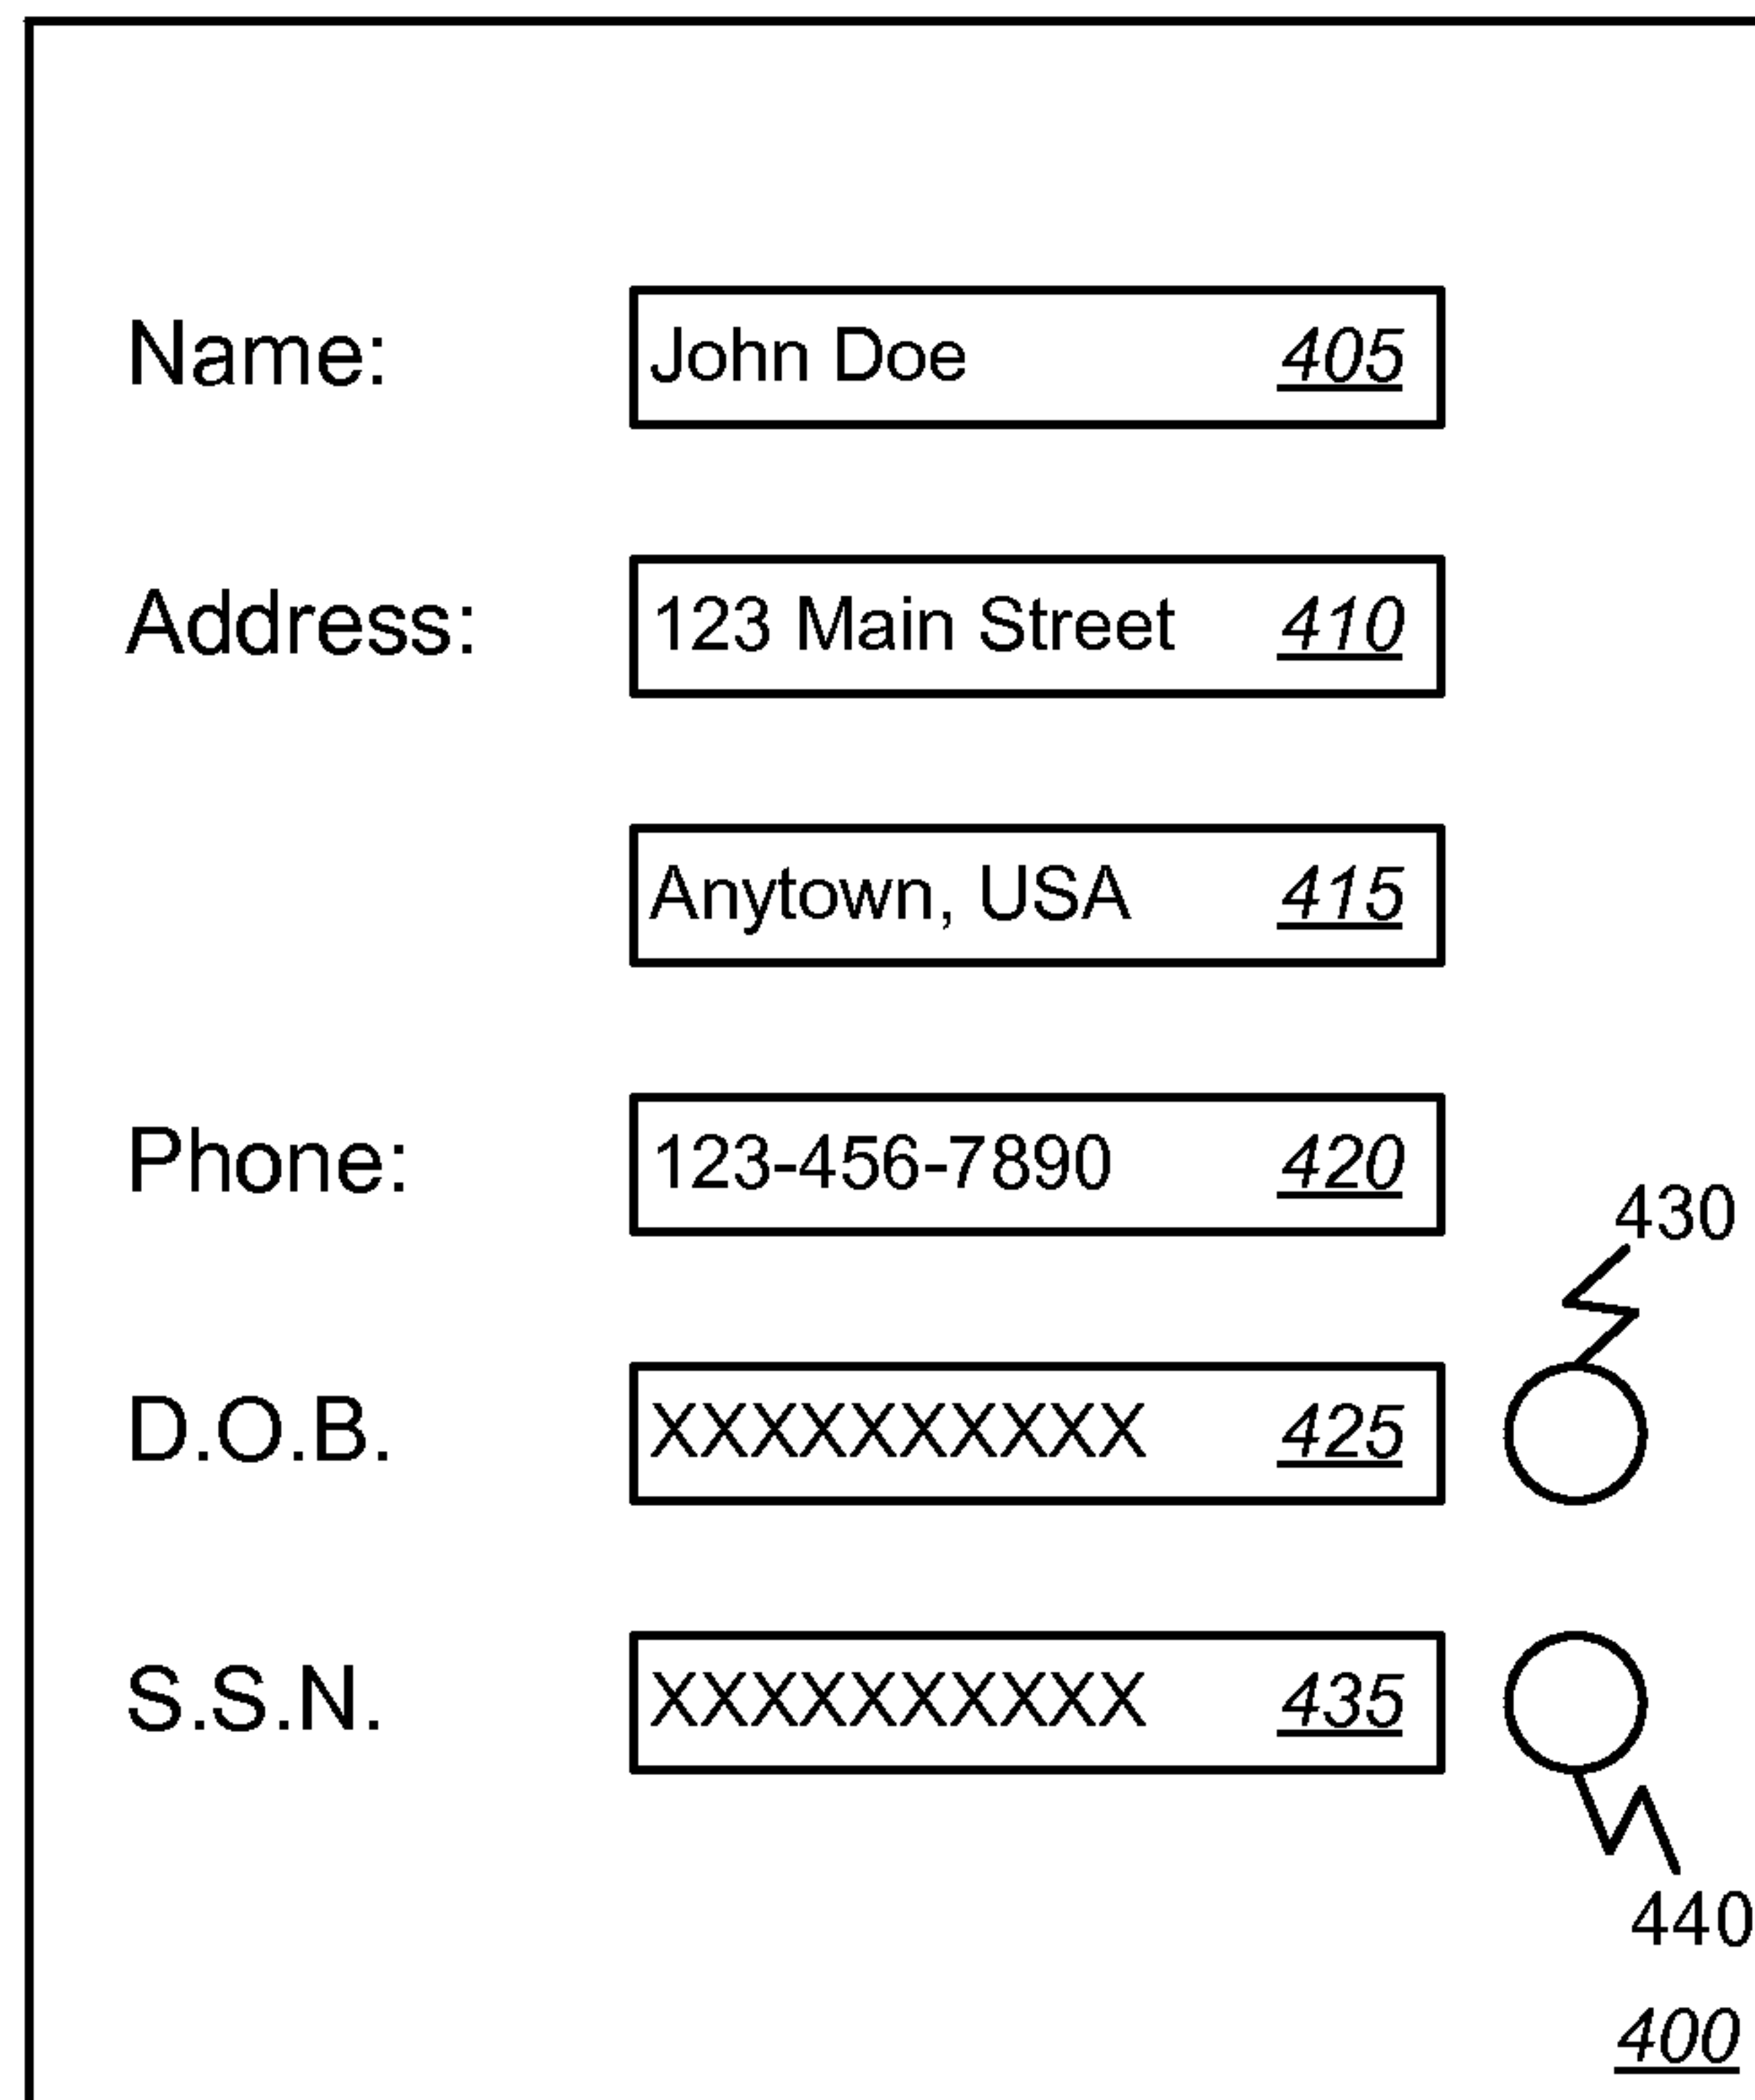 Name: John Doe 405
Address: 123 Main Street 410
Anytown, USA 415
Phone: 123-456-7890 420
430
D.O.B. XXXXXXXXXX 425
S.S.N. XXXXXXXXXX 435
440
400